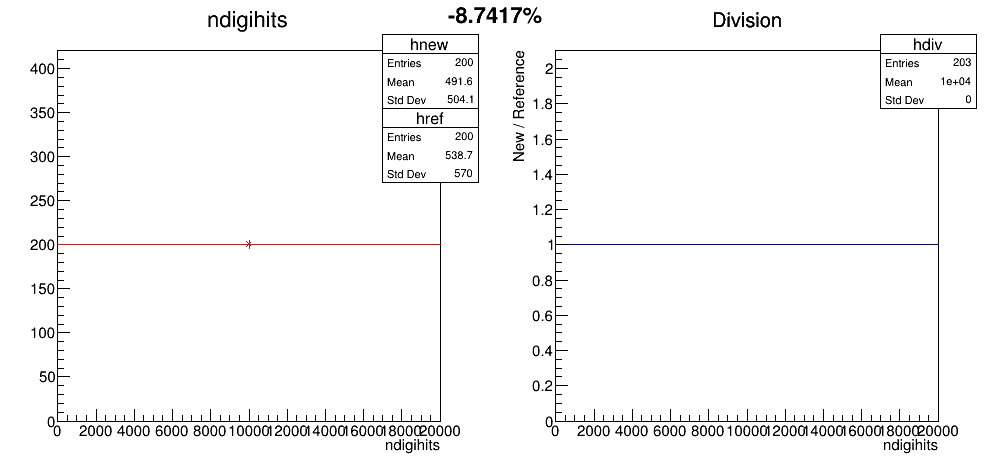 -8.7417%
ndigihits
hnew
Entries 200
Mean 491.6
Std Dev 504.1
href
Entries 200
Mean 538.7
Std Dev 570
400
350
300
250
200
150
100
50
0
0 2000 4000 6000 8000 10000 12000 14000 16000 18000 20000
ndigihits
Division
hdiv
Entries 203
Mean 1e+04
Std Dev 0
New / Reference
2
1.8
1.6
1.4
1.2
1
0.8
0.6
0.4
0.2
0
0 2000 4000 6000 8000 10000 12000 14000 16000 18000 20000
ndigihits